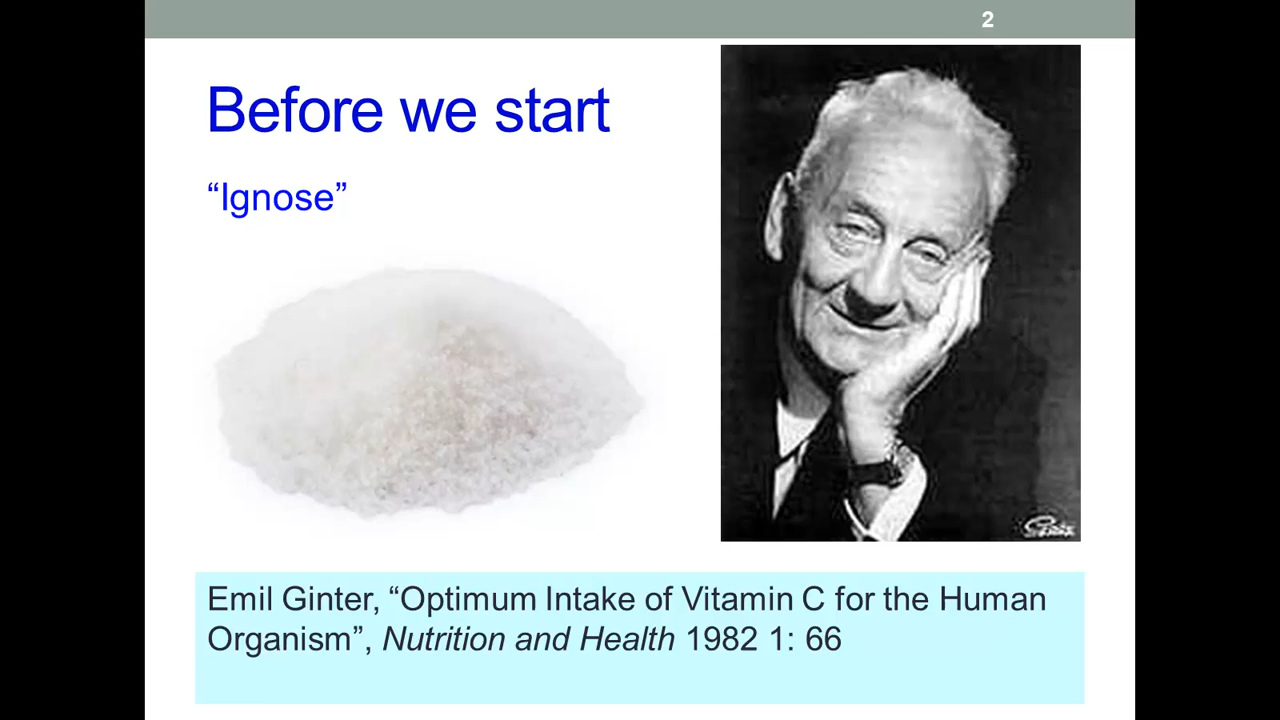 2
Before we start
“Ignose”
Emil Ginter, “Optimum Intake of Vitamin C for the Human
Organism”, Nutrition and Health 1982 1: 66